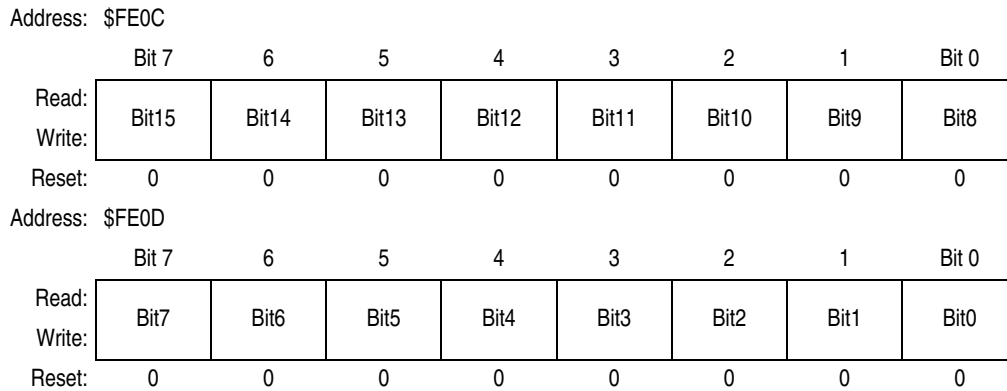 Address: $FE0C
Bit 7 6 5 4 3 2 1 Bit 0
Read:
Bit15 Bit14 Bit13 Bit12 Bit11 Bit10 Bit9 Bit8
Write:
Reset: 0 0 0 0 0 0 0 0
Address: $FE0D
Bit 7 6 5 4 3 2 1 Bit 0
Read:
Bit7 Bit6 Bit5 Bit4 Bit3 Bit2 Bit1 Bit0
Write:
Reset: 0 0 0 0 0 0 0 0